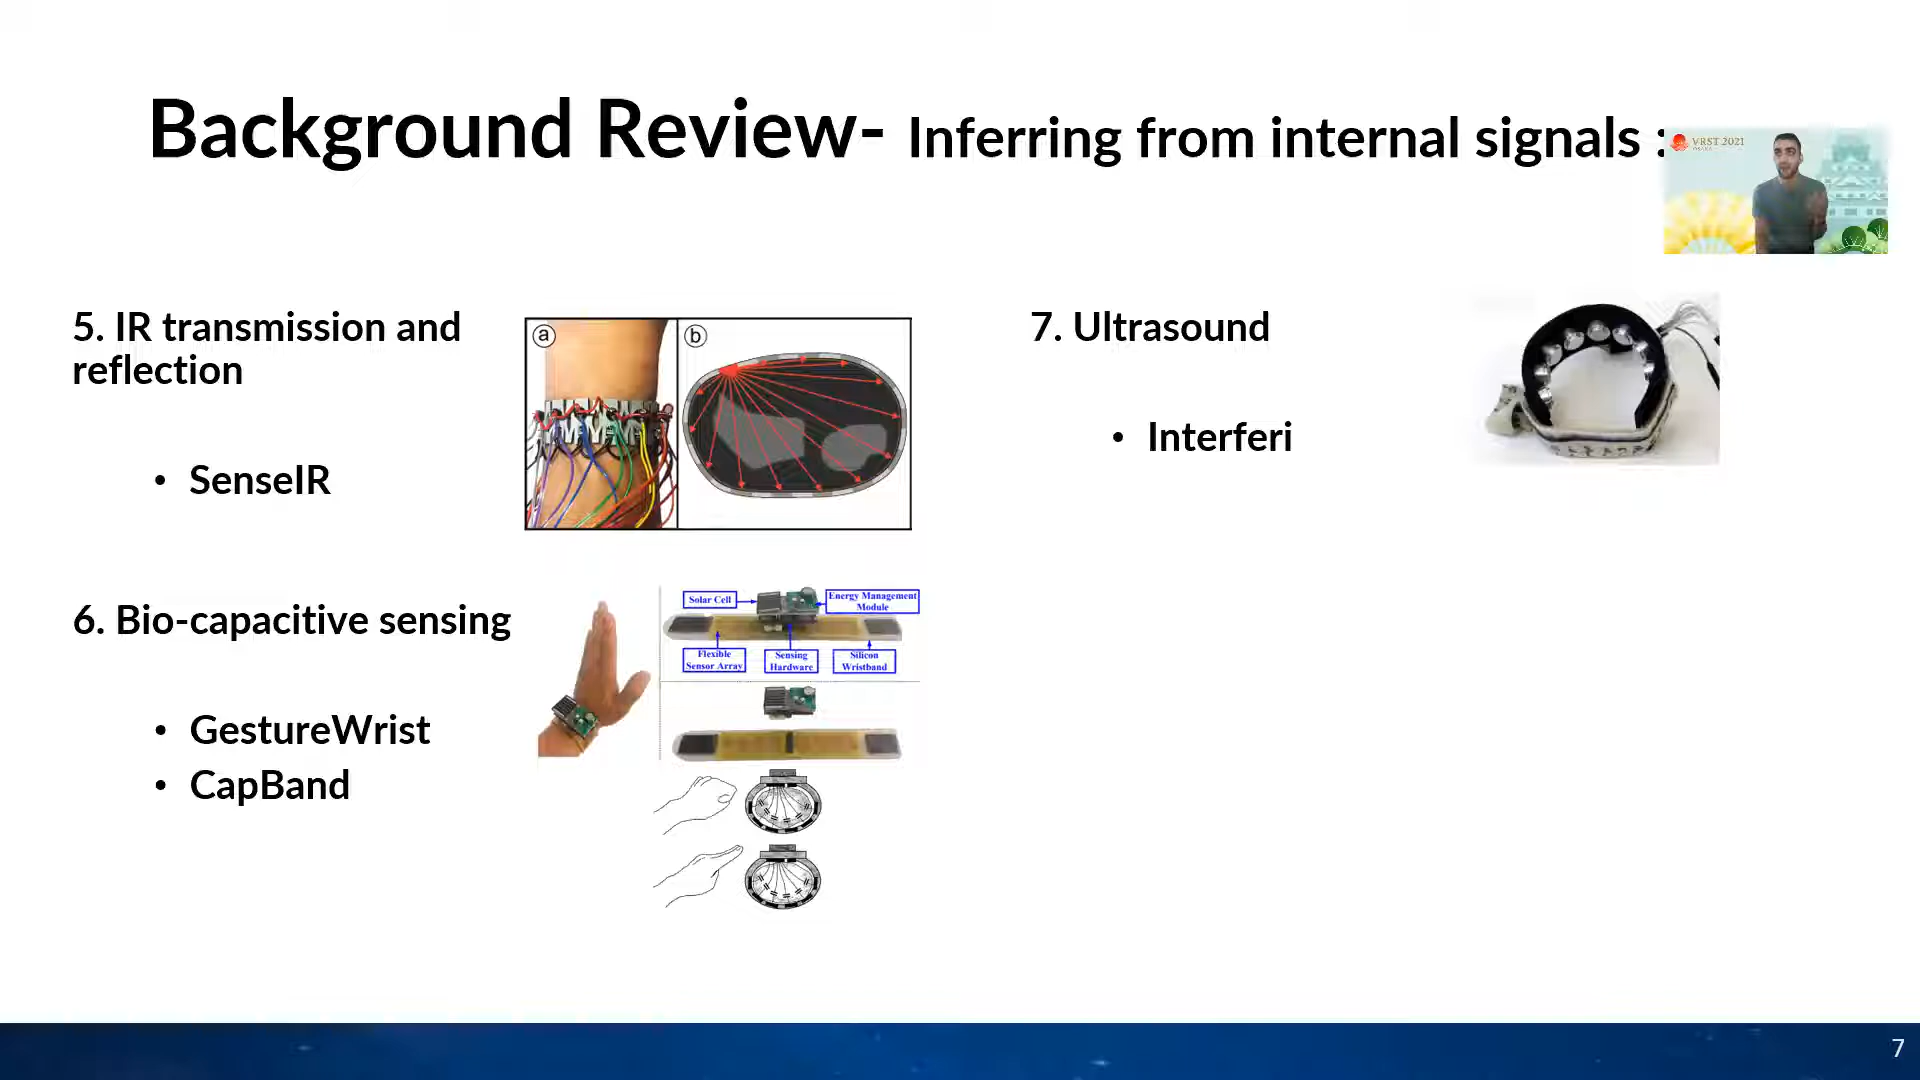 Background Review- Inferring from internal signals :
VRST 2021
5. IR transmission and
reflection
• SenseIR
a
b
6. Bio-capacitive sensing
• GestureWrist
• CapBand
Solar Cell
Energy Management
Module
Flexible
Sensor Array
Sensing
Hardware
Silicon
Wristband
7. Ultrasound
• Interferi
7